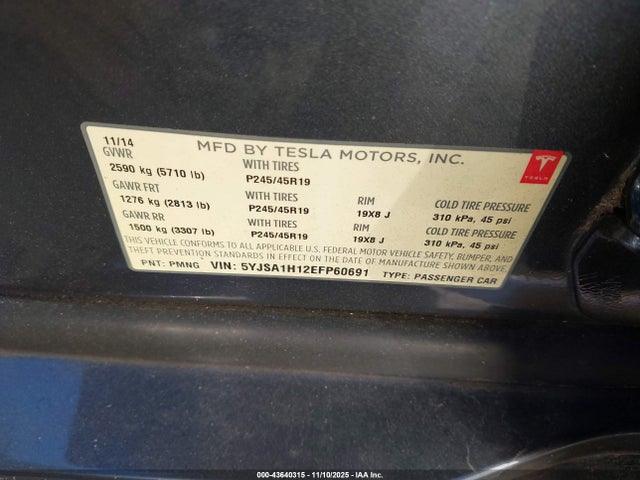 11/14 MFD BY TESLA MOTORS, INC.
GVWR WITH TIRES
2590 kg (5710 lb) P245/45R19
GAWR FRT WITH TIRES RIM COLD TIRE PRESSURE
1276 kg (2813 lb) P245/45R19 19X8 J 310 kPa, 45 psi
GAWR RR WITH TIRES RIM COLD TIRE PRESSURE
1500 kg (3307 lb) P245/45R19 19X8 J 310 kPa, 45 psi
THIS VEHICLE CONFORMS TO ALL APPLICABLE U.S. FEDERAL MOTOR VEHICLE SAFETY, BUMPER, AND
THEFT PREVENTION STANDARDS IN EFFECT ON THE DATE OF MANUFACTURE SHOWN ABOVE.
PNT: PMNG VIN: 5YJSA1H12EFP60691 TYPE: PASSENGER CAR
TESLA
000-43640315 - 11/10/2025 - IAA Inc.